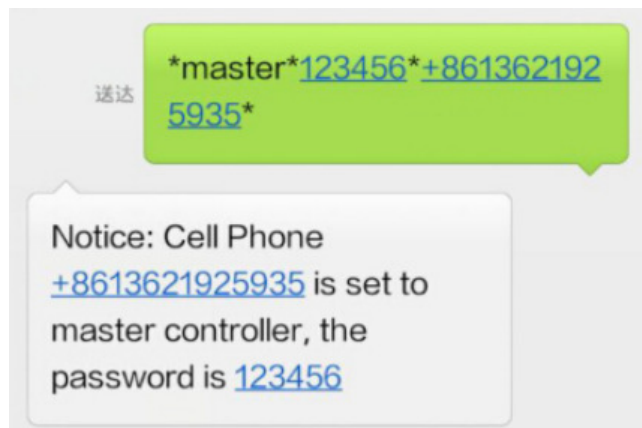 *master*123456*+861362192
送达
5935*
Notice: Cell Phone
+8613621925935 is set to
master controller, the
password is 123456